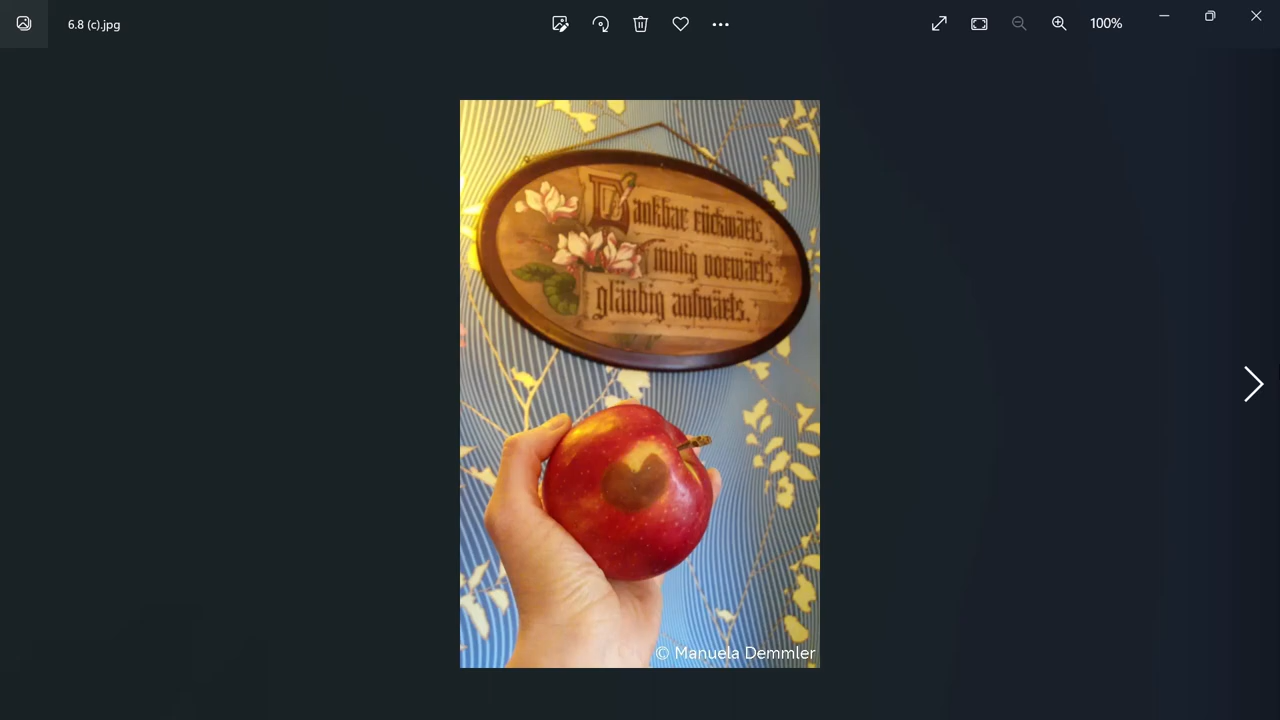 6.8 (c).jpg
100%
Dankbar rückwärts,
mutig vorwärts,
gläubig aufwärts.
© Manuela Demmler